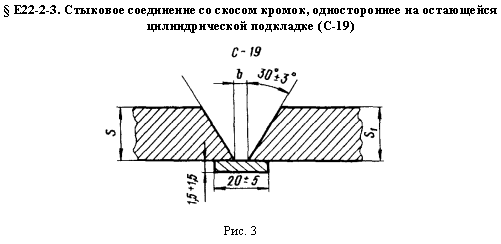 § Е22-2-3. Стыковое соединение со скосом кромок, одностороннее на остающейся
цилиндрической подкладке (С-19)
С-19
b
30°±3°
S
S₁
20±5
1,5+1,5
Рис. 3